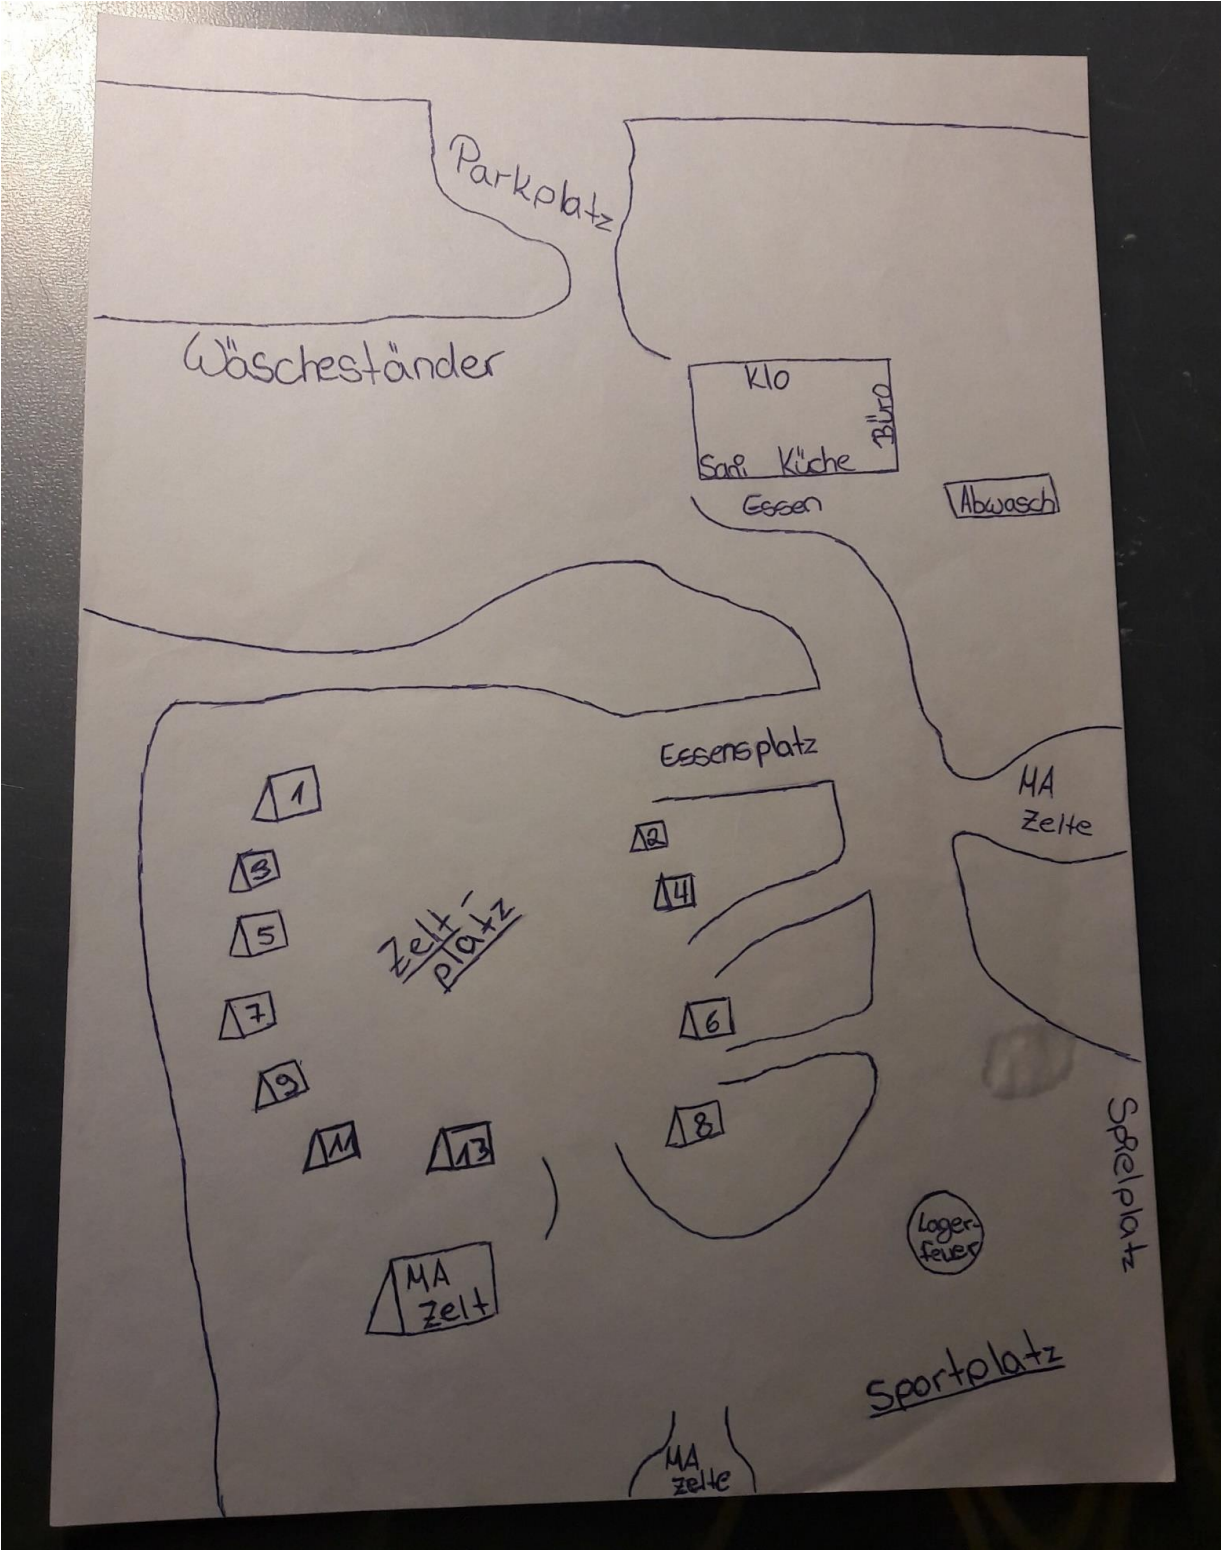 Parkplatz
Wäscheständer
Klo
Büro
Sani Küche
Essen
Abwasch
Essensplatz
MA
Zelte
1
2
3
4
5
Zelt-
platz
6
7
8
9
11
13
Spielplatz
Lager-
feuer
MA
Zelt
Sportplatz
MA
Zelte